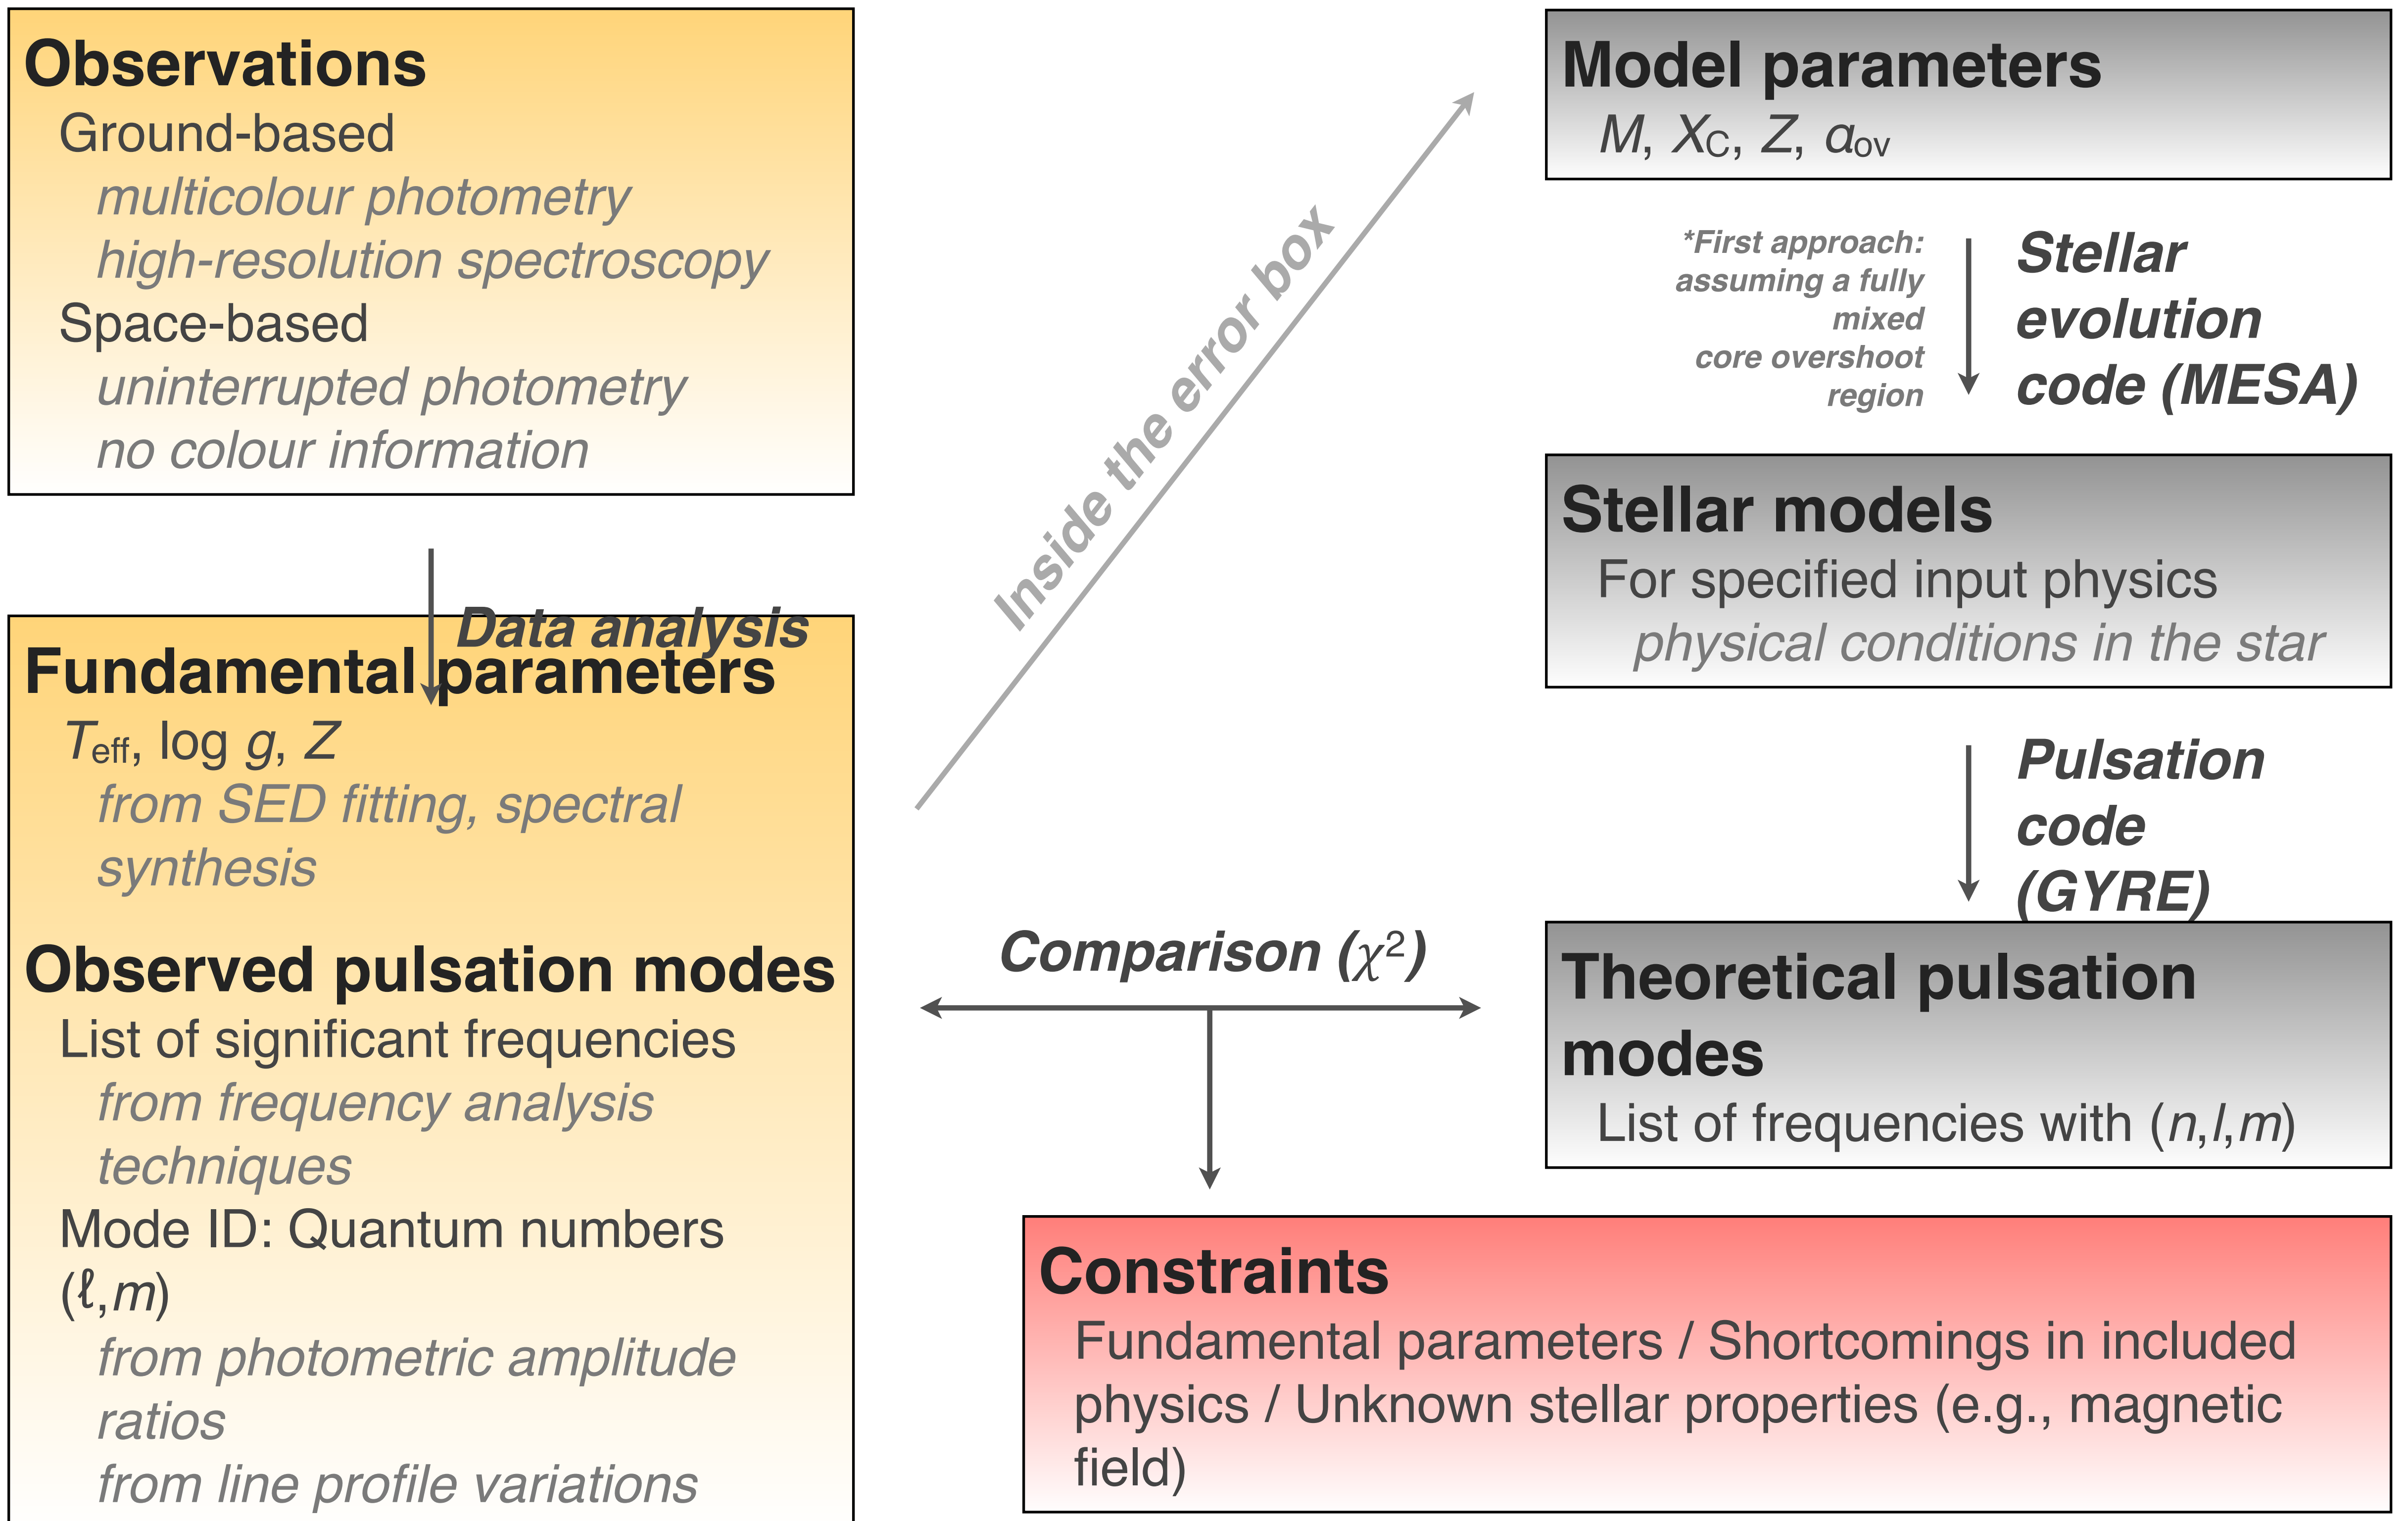 Observations
Ground-based
multicolour photometry
high-resolution spectroscopy
Space-based
uninterrupted photometry
no colour information
Data analysis
Fundamental parameters
Teff, log g, Z
from SED fitting, spectral
synthesis
Observed pulsation modes
List of significant frequencies
from frequency analysis
techniques
Mode ID: Quantum numbers
(ℓ,m)
from photometric amplitude
ratios
from line profile variations
Inside the error box
Comparison (χ²)
Model parameters
M, XC, Z, αov
*First approach:
assuming a fully
mixed
core overshoot
region
Stellar
evolution
code (MESA)
Stellar models
For specified input physics
physical conditions in the star
Pulsation
code
(GYRE)
Theoretical pulsation
modes
List of frequencies with (n,l,m)
Constraints
Fundamental parameters / Shortcomings in included
physics / Unknown stellar properties (e.g., magnetic
field)